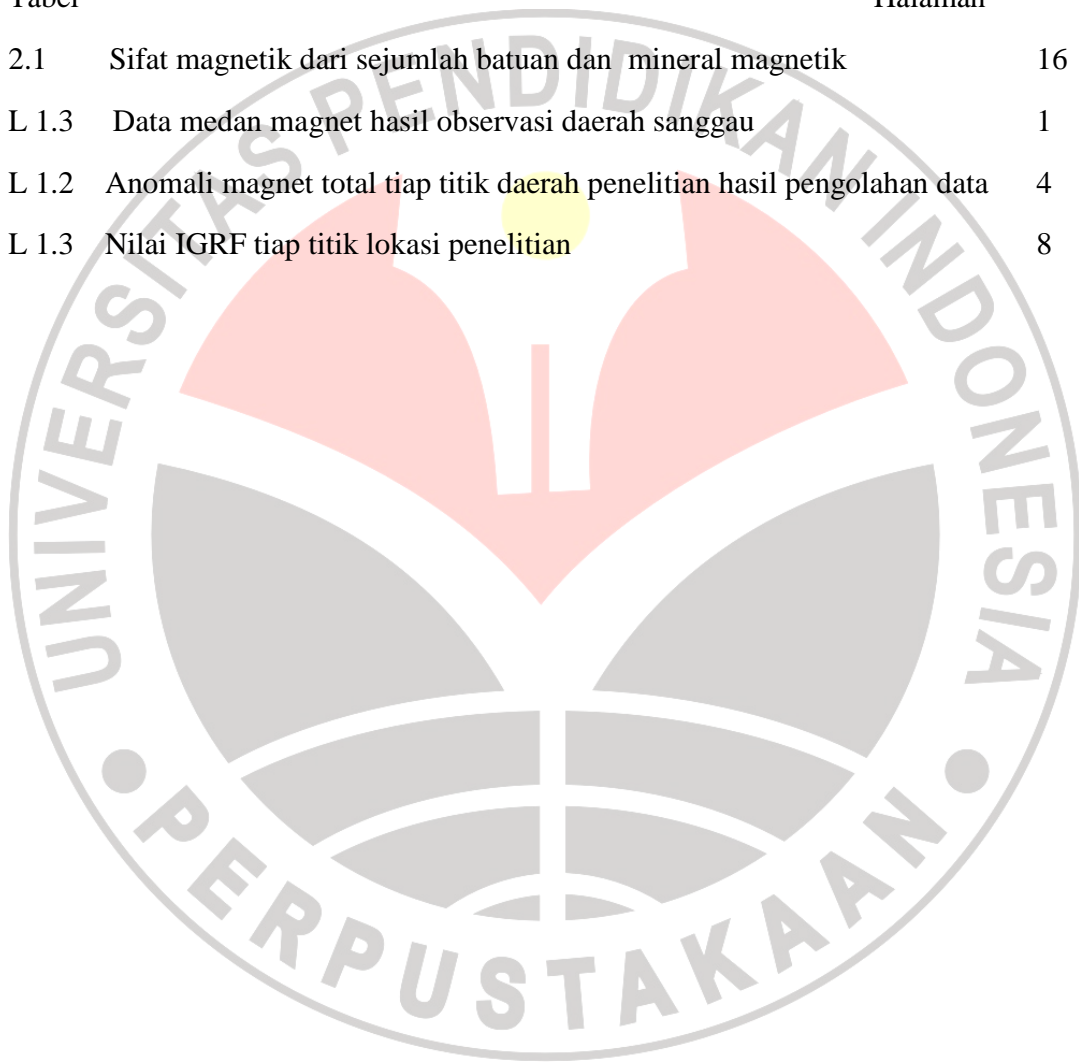 Tabel Halaman
2.1 Sifat magnetik dari sejumlah batuan dan mineral magnetik 16
L 1.3 Data medan magnet hasil observasi daerah sanggau 1
L 1.2 Anomali magnet total tiap titik daerah penelitian hasil pengolahan data 4
L 1.3 Nilai IGRF tiap titik lokasi penelitian 8
UNIVERSITAS PENDIDIKAN INDONESIA
PERPUSTAKAAN